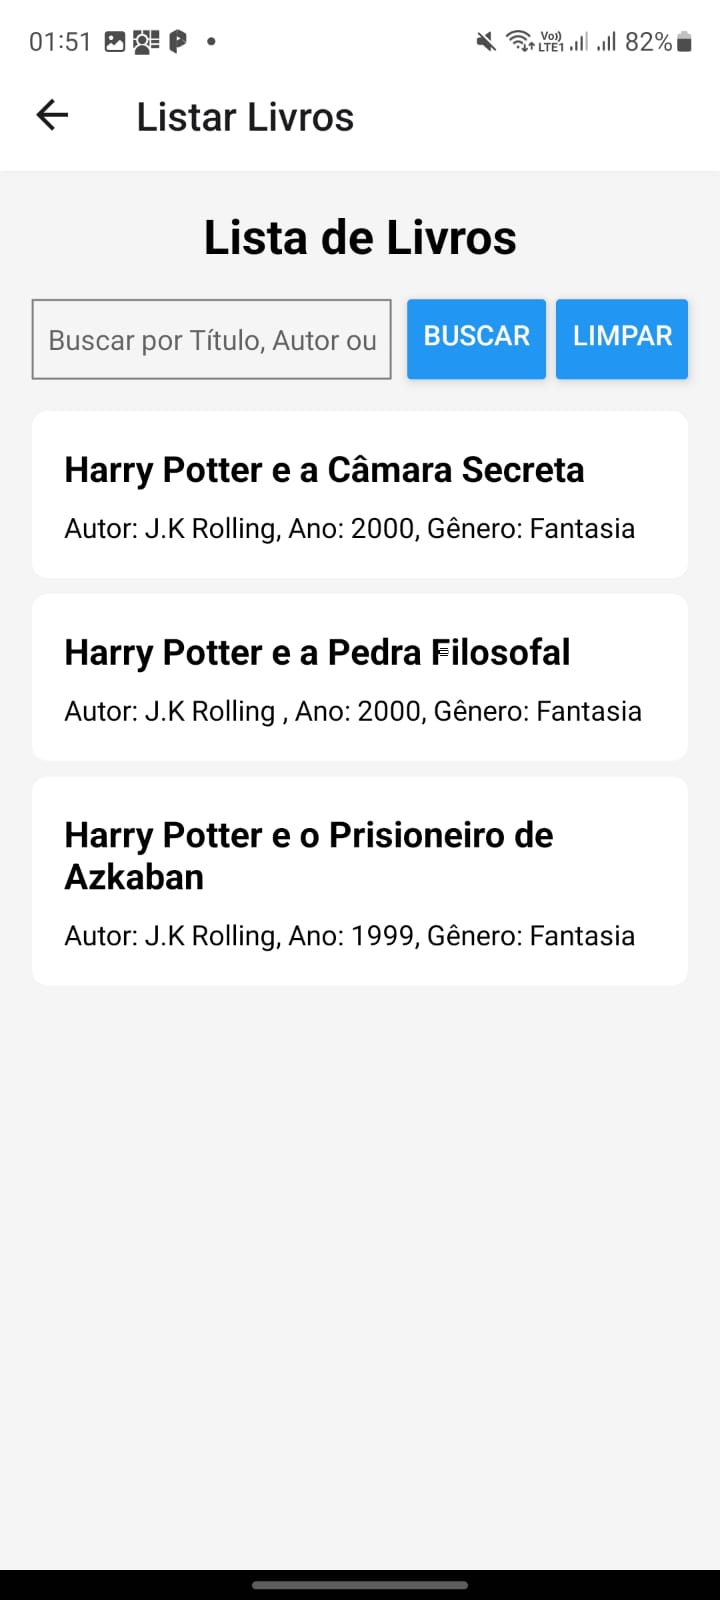 01:51 Vo)) LTE1 82%
Listar Livros
Lista de Livros
Buscar por Título, Autor ou BUSCAR LIMPAR
Harry Potter e a Câmara Secreta
Autor: J.K Rolling, Ano: 2000, Gênero: Fantasia
Harry Potter e a Pedra Filosofal
Autor: J.K Rolling , Ano: 2000, Gênero: Fantasia
Harry Potter e o Prisioneiro de
Azkaban
Autor: J.K Rolling, Ano: 1999, Gênero: Fantasia